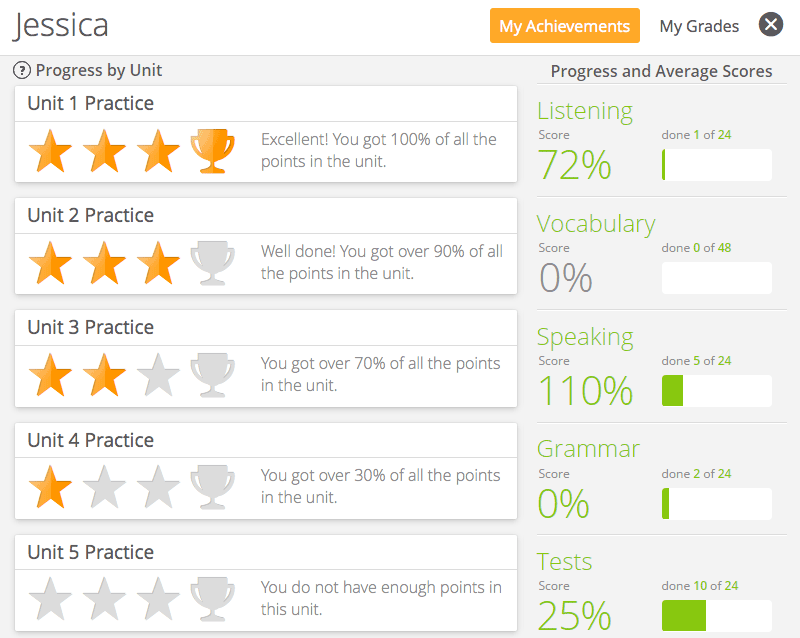 Jessica
My Achievements
My Grades
? Progress by Unit
Unit 1 Practice
Excellent! You got 100% of all the
points in the unit.
Unit 2 Practice
Well done! You got over 90% of all
the points in the unit.
Unit 3 Practice
You got over 70% of all the points
in the unit.
Unit 4 Practice
You got over 30% of all the points
in the unit.
Unit 5 Practice
You do not have enough points in
this unit.
Progress and Average Scores
Listening
Score
done 1 of 24
72%
Vocabulary
Score
done 0 of 48
0%
Speaking
Score
done 5 of 24
110%
Grammar
Score
done 2 of 24
0%
Tests
Score
done 10 of 24
25%